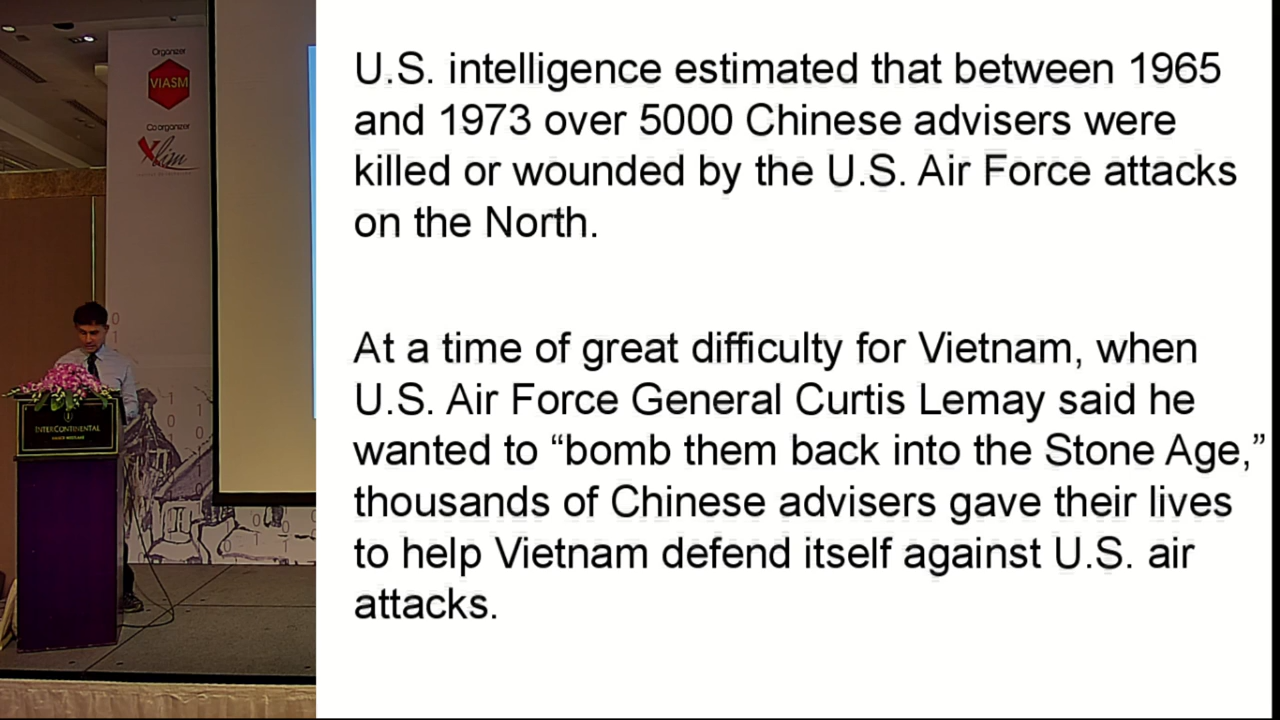 Organizer
VIASM
Coorganizer
Xlim
INTERCONTINENTAL
U.S. intelligence estimated that between 1965
and 1973 over 5000 Chinese advisers were
killed or wounded by the U.S. Air Force attacks
on the North.
At a time of great difficulty for Vietnam, when
U.S. Air Force General Curtis Lemay said he
wanted to “bomb them back into the Stone Age,”
thousands of Chinese advisers gave their lives
to help Vietnam defend itself against U.S. air
attacks.